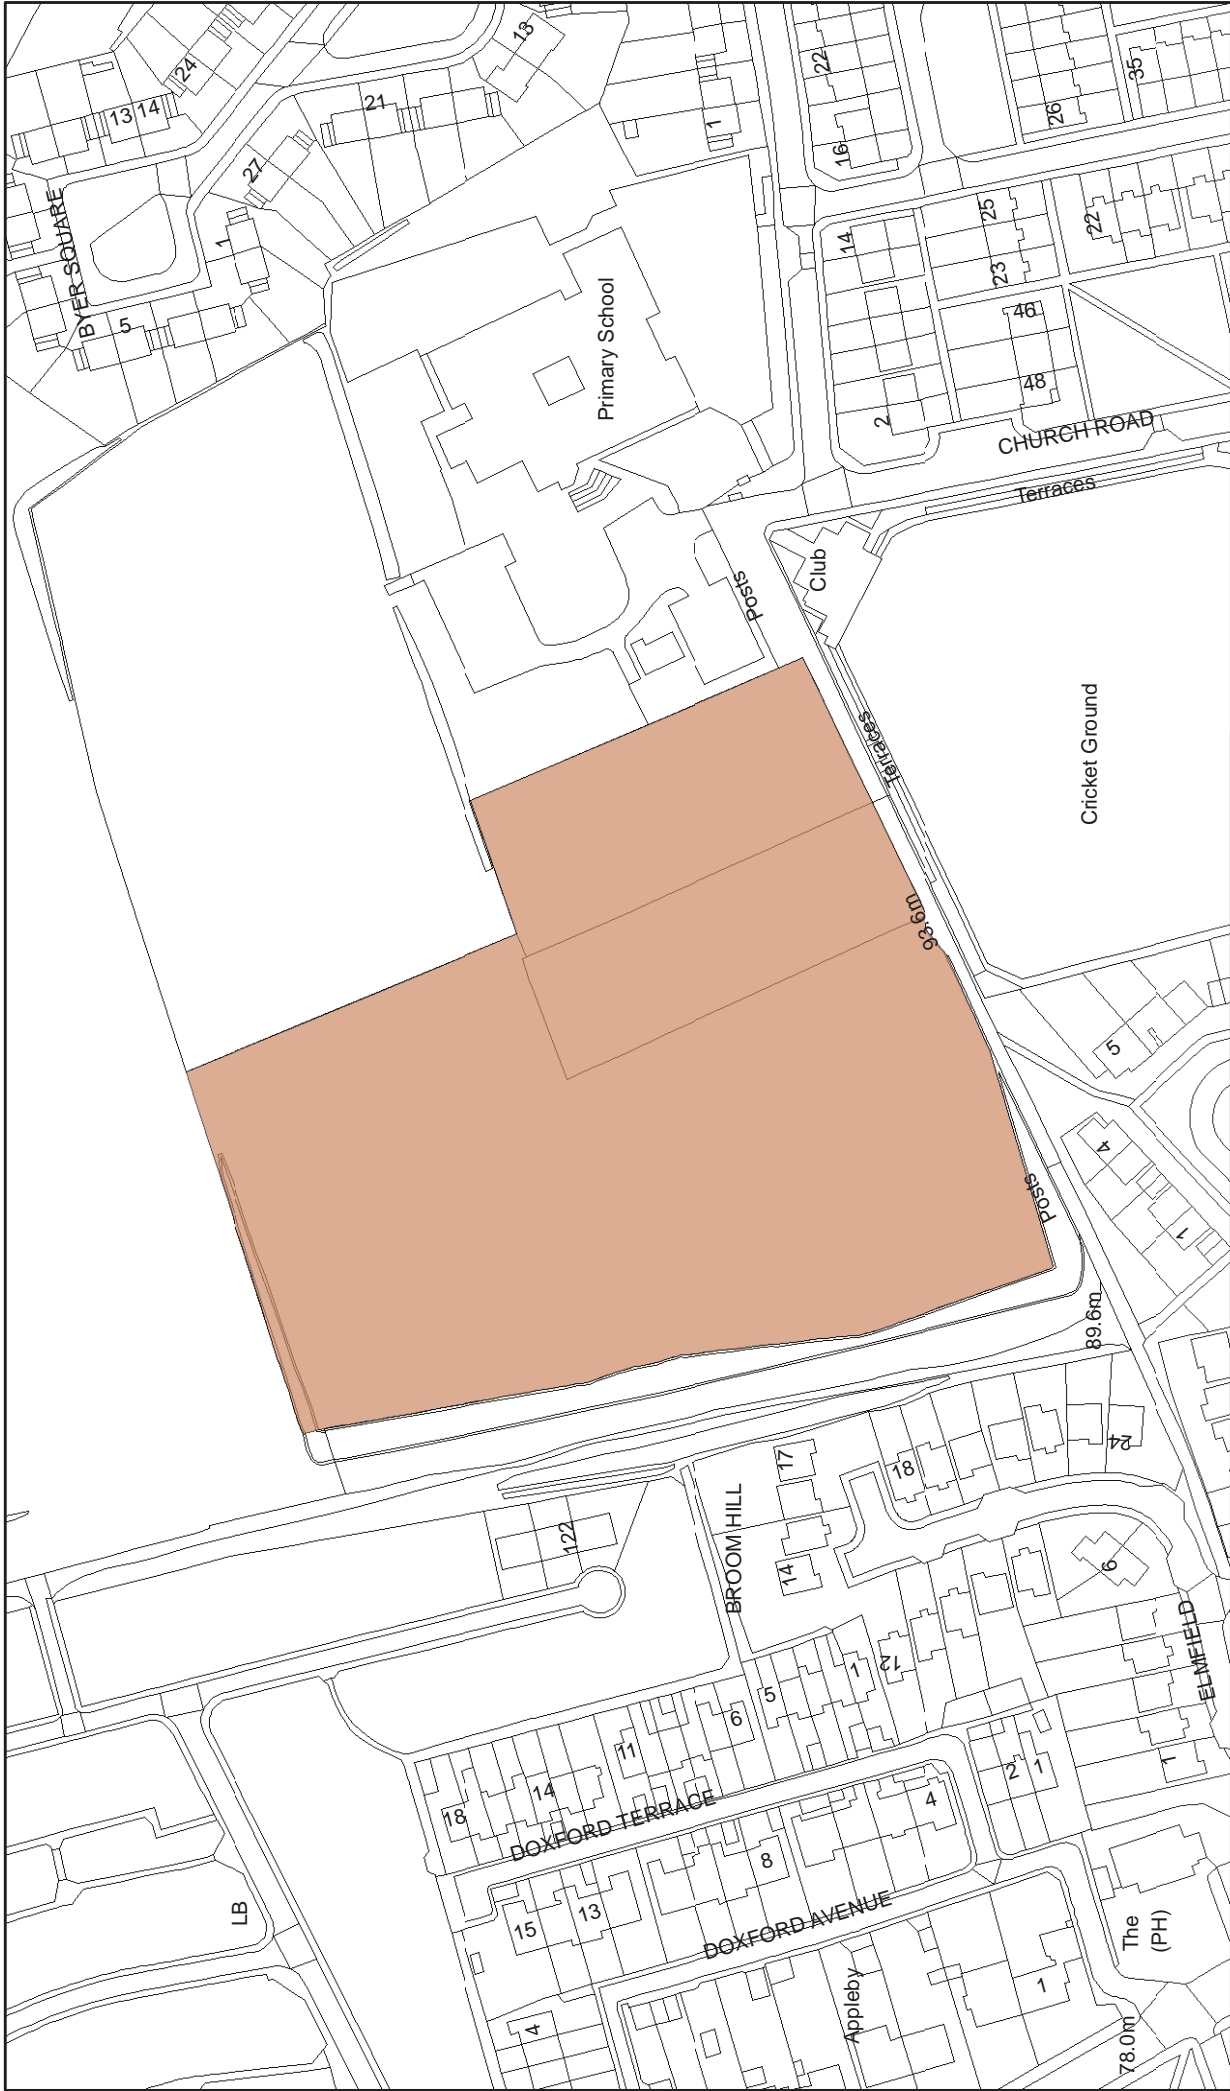 13
24
13
14
21
27
1
BYER SQUARE
5
22
1
16
35
26
14
25
23
22
46
48
2
Primary School
CHURCH ROAD
Terraces
Club
Posts
Terraces
Cricket Ground
93.6m
5
4
1
Posts
89.6m
24
17
18
122
BROOM HILL
14
6
ELMFIELD
12
1
5
6
11
14
18
DOXFORD TERRACE
2
1
1
4
8
13
15
LB
DOXFORD AVENUE
The
(PH)
Appleby
1
4
78.0m